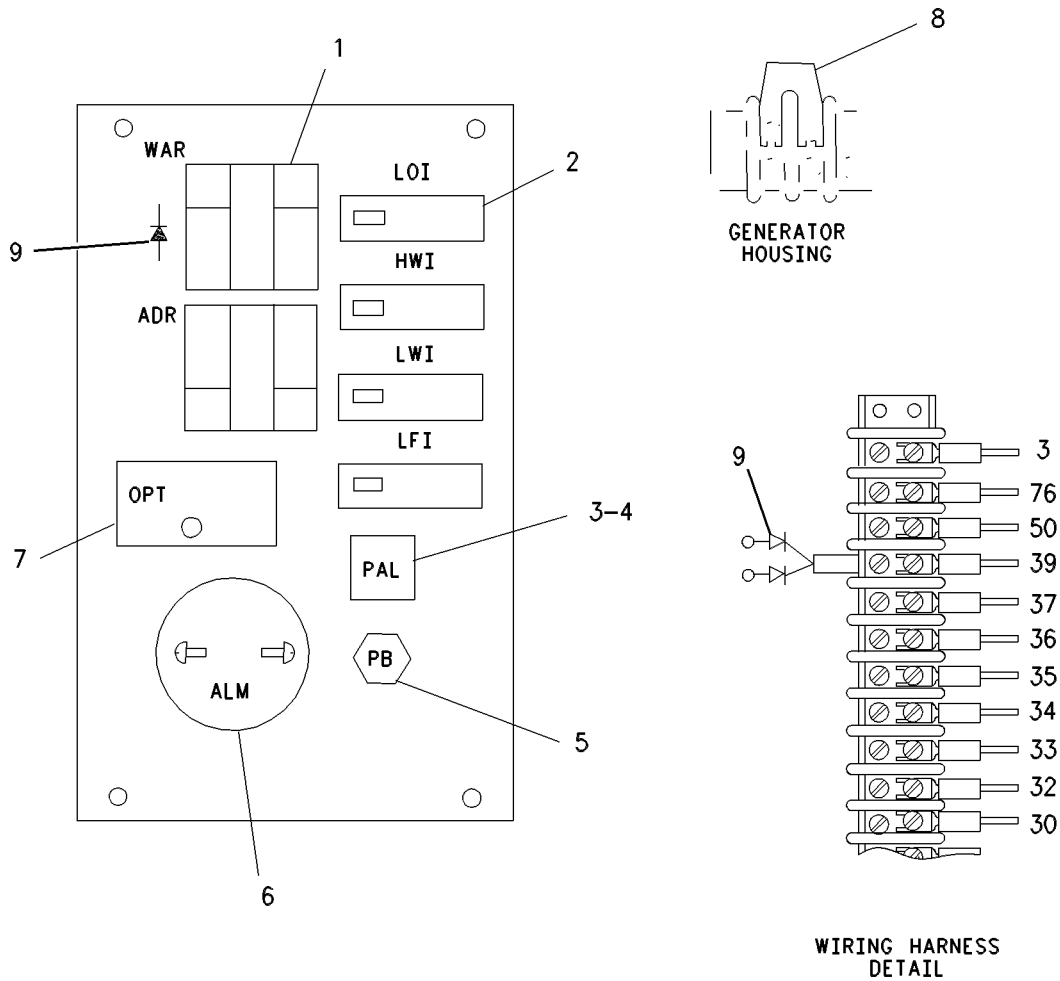 1
8
WAR
LOI
2
9
HWI
GENERATOR
HOUSING
ADR
LWI
LFI
9
3
76
OPT
3-4
50
7
39
PAL
37
36
PB
35
ALM
34
5
33
32
30
6
WIRING HARNESS
DETAIL